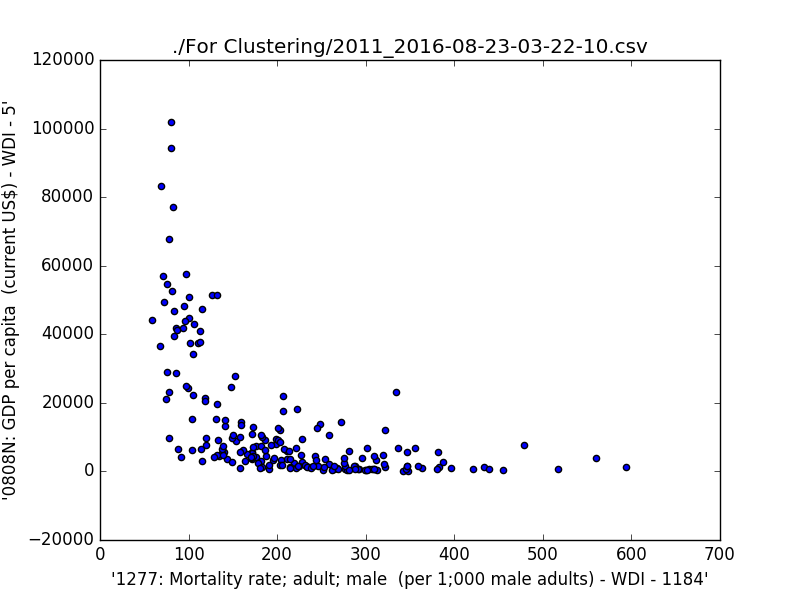 ./For Clustering/2011_2016-08-23-03-22-10.csv
120000
100000
80000
60000
40000
20000
0
−20000
'0808N: GDP per capita  (current US$) - WDI - 5'
0 100 200 300 400 500 600 700
'1277: Mortality rate; adult; male  (per 1;000 male adults) - WDI - 1184'